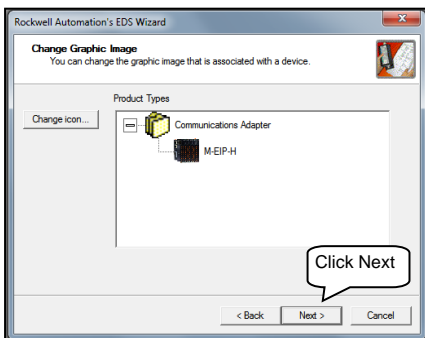 Rockwell Automation's EDS Wizard
Change Graphic Image
You can change the graphic image that is associated with a device.
Product Types
Change icon...
Communications Adapter
M-EIP-H
Click Next
< Back
Next >
Cancel